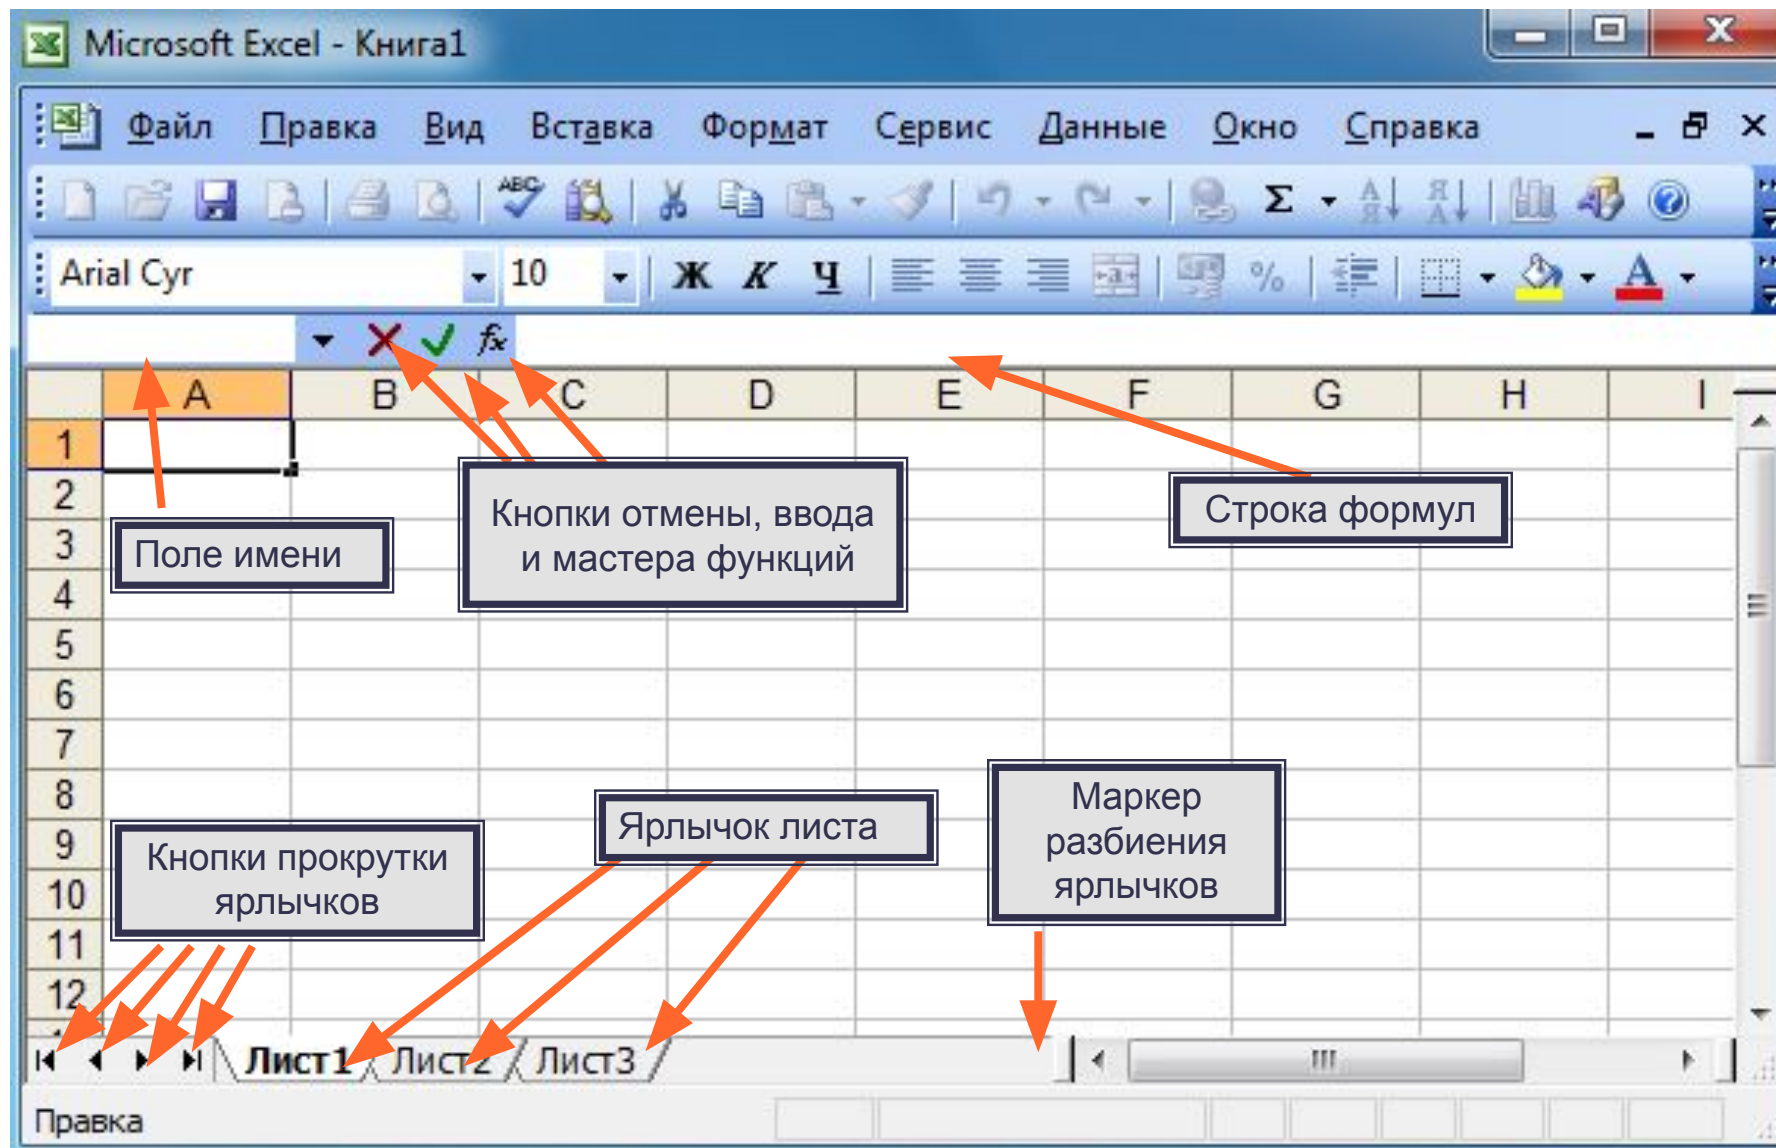 Microsoft Excel - Книга1
Файл Правка Вид Вставка Формат Сервис Данные Окно Справка
ABC Σ А Я Я А
Arial Cyr 10 Ж К Ч a %  A
fx
A B C D E F G H I
1
2
3
4
5
6
7
8
9
10
11
12
Поле имени
Кнопки отмены, ввода
и мастера функций
Строка формул
Кнопки прокрутки
ярлычков
Ярлычок листа
Маркер
разбиения
ярлычков
Лист1 Лист2 Лист3
Правка